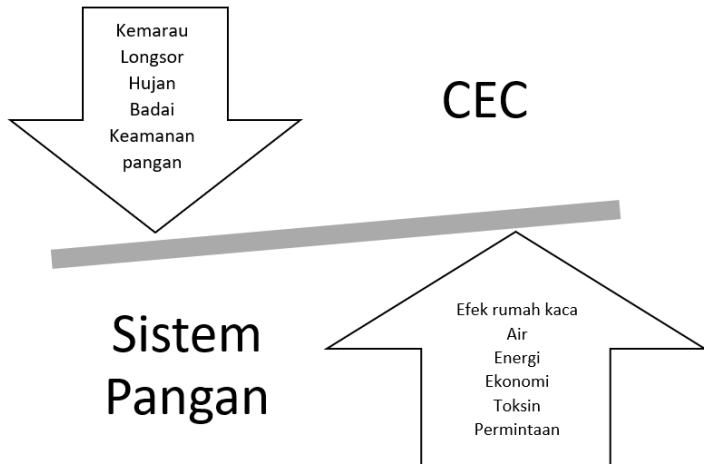 Kemarau
Longsor
Hujan
Badai
Keamanan
pangan
CEC
Sistem
Pangan
Efek rumah kaca
Air
Energi
Ekonomi
Toksin
Permintaan